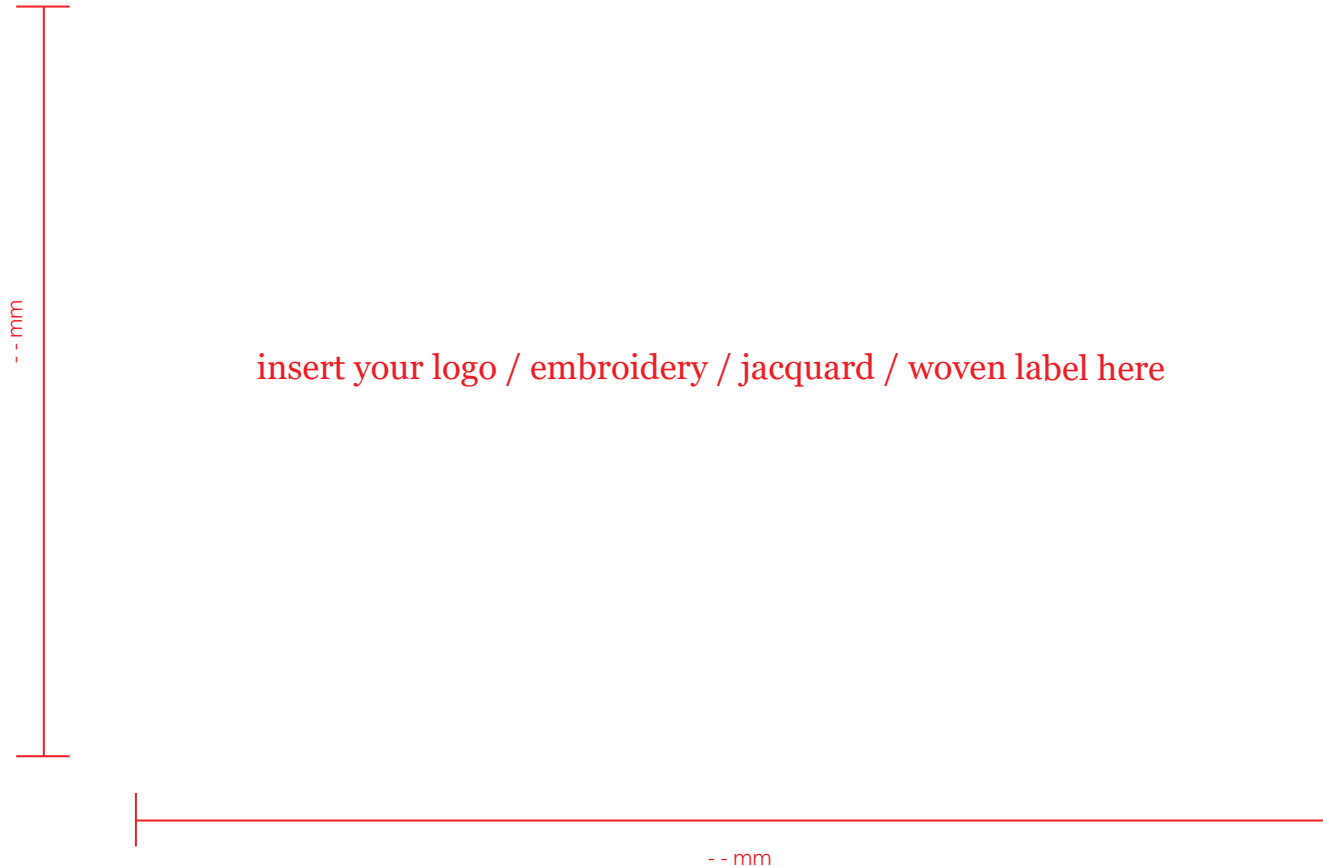 - - mm
insert your logo / embroidery / jacquard / woven label here
- - mm